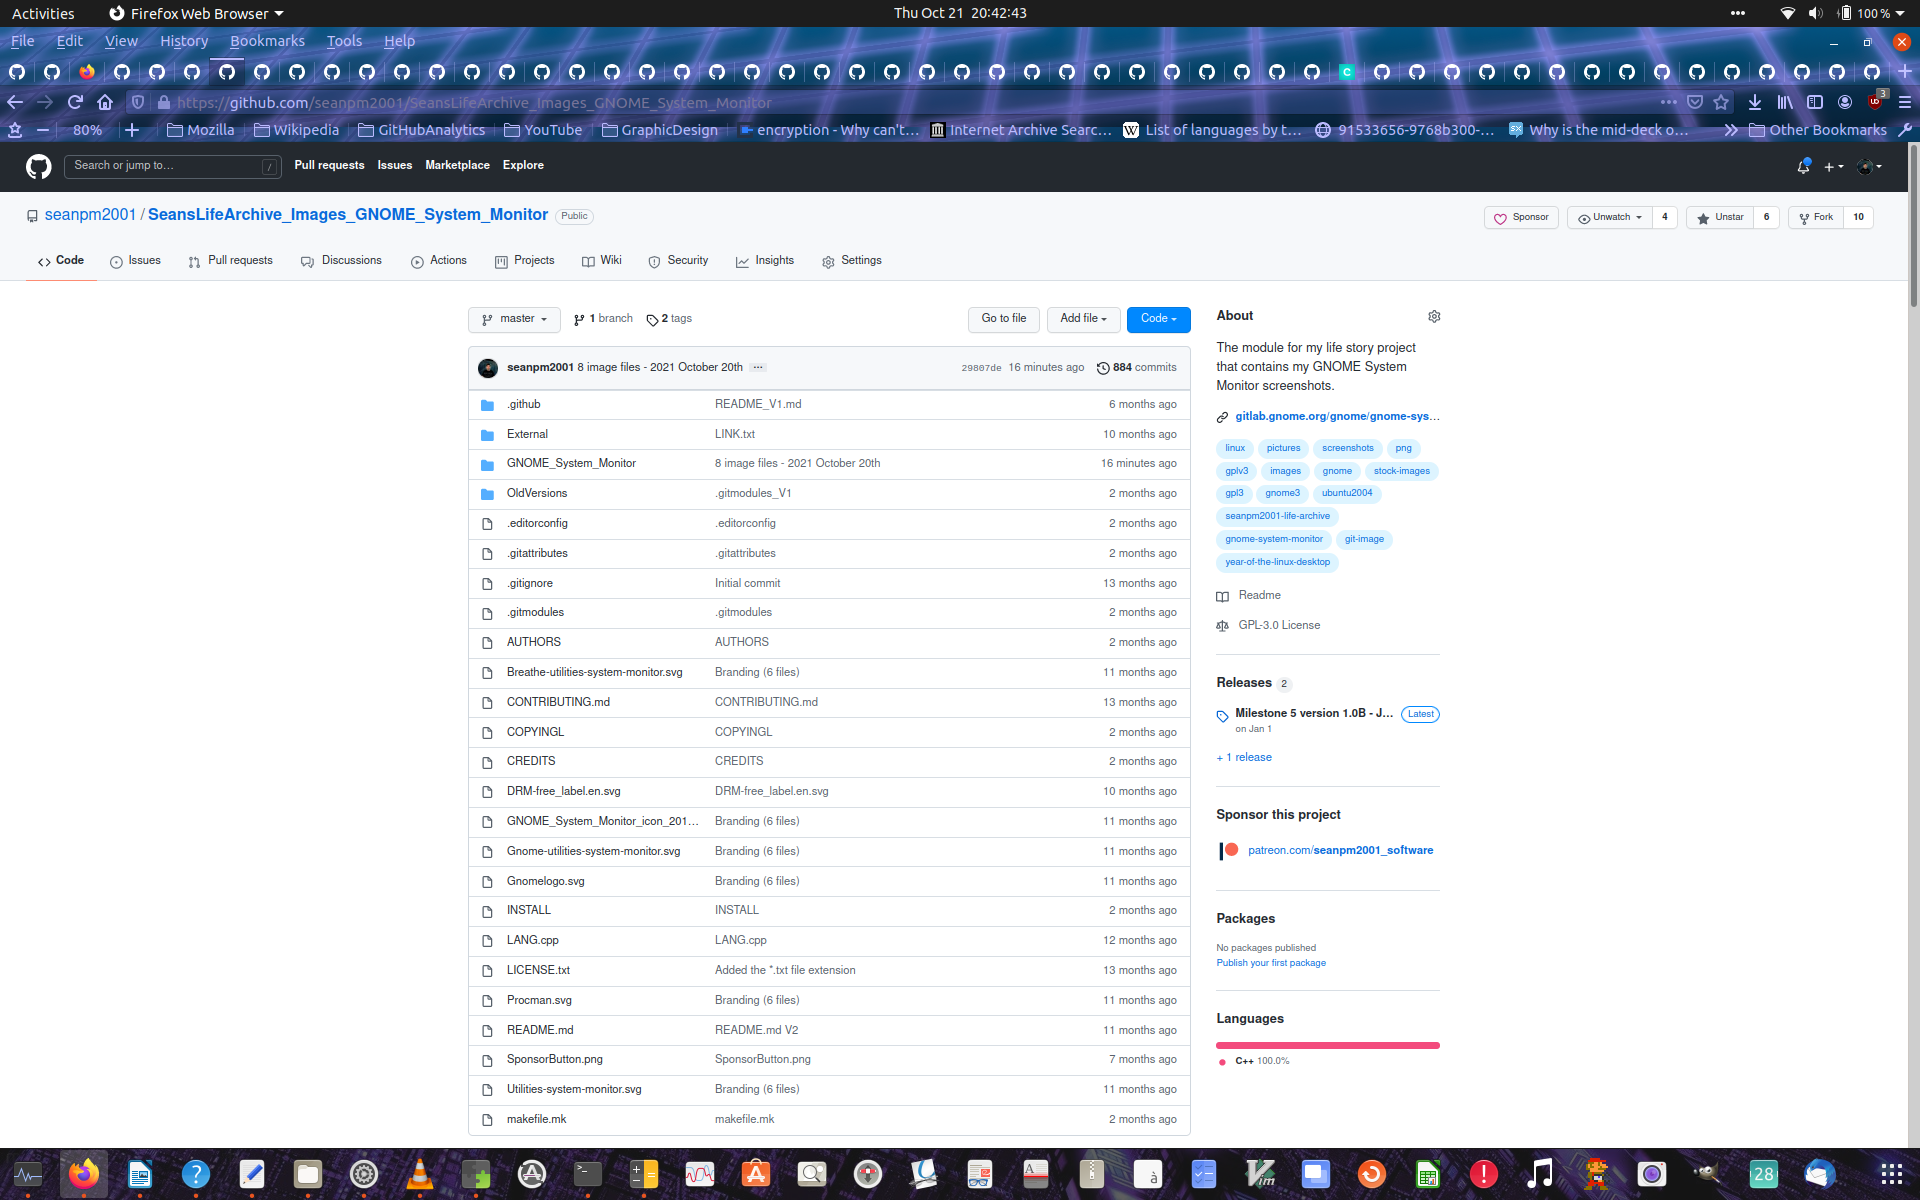 Activities Firefox Web Browser Thu Oct 21 20:42:43 100 %
File Edit View History Bookmarks Tools Help
https://github.com/seanpm2001/SeansLifeArchive_Images_GNOME_System_Monitor 3
80% Mozilla Wikipedia GitHubAnalytics YouTube GraphicDesign encryption - Why can't… Internet Archive Searc… List of languages by t… 91533656-9768b300-… Why is the mid-deck o… Other Bookmarks
Search or jump to… / Pull requests Issues Marketplace Explore
seanpm2001 / SeansLifeArchive_Images_GNOME_System_Monitor Public Sponsor Unwatch 4 Unstar 6 Fork 10
Code Issues Pull requests Discussions Actions Projects Wiki Security Insights Settings
master 1 branch 2 tags Go to file Add file Code
seanpm2001 8 image files - 2021 October 20th ... 29807de 16 minutes ago 884 commits
.github README_V1.md 6 months ago
External LINK.txt 10 months ago
GNOME_System_Monitor 8 image files - 2021 October 20th 16 minutes ago
OldVersions .gitmodules_V1 2 months ago
.editorconfig .editorconfig 2 months ago
.gitattributes .gitattributes 2 months ago
.gitignore Initial commit 13 months ago
.gitmodules .gitmodules 2 months ago
AUTHORS AUTHORS 2 months ago
Breathe-utilities-system-monitor.svg Branding (6 files) 11 months ago
CONTRIBUTING.md CONTRIBUTING.md 13 months ago
COPYINGL COPYINGL 2 months ago
CREDITS CREDITS 2 months ago
DRM-free_label.en.svg DRM-free_label.en.svg 10 months ago
GNOME_System_Monitor_icon_201… Branding (6 files) 11 months ago
Gnome-utilities-system-monitor.svg Branding (6 files) 11 months ago
Gnomelogo.svg Branding (6 files) 11 months ago
INSTALL INSTALL 2 months ago
LANG.cpp LANG.cpp 12 months ago
LICENSE.txt Added the *.txt file extension 13 months ago
Procman.svg Branding (6 files) 11 months ago
README.md README.md V2 11 months ago
SponsorButton.png SponsorButton.png 7 months ago
Utilities-system-monitor.svg Branding (6 files) 11 months ago
makefile.mk makefile.mk 2 months ago
About
The module for my life story project
that contains my GNOME System
Monitor screenshots.
gitlab.gnome.org/gnome/gnome-sys…
linux pictures screenshots png
gplv3 images gnome stock-images
gpl3 gnome3 ubuntu2004
seanpm2001-life-archive
gnome-system-monitor git-image
year-of-the-linux-desktop
Readme
GPL-3.0 License
Releases 2
Milestone 5 version 1.0B - J… Latest
on Jan 1
+ 1 release
Sponsor this project
patreon.com/seanpm2001_software
Packages
No packages published
Publish your first package
Languages
C++ 100.0%
28